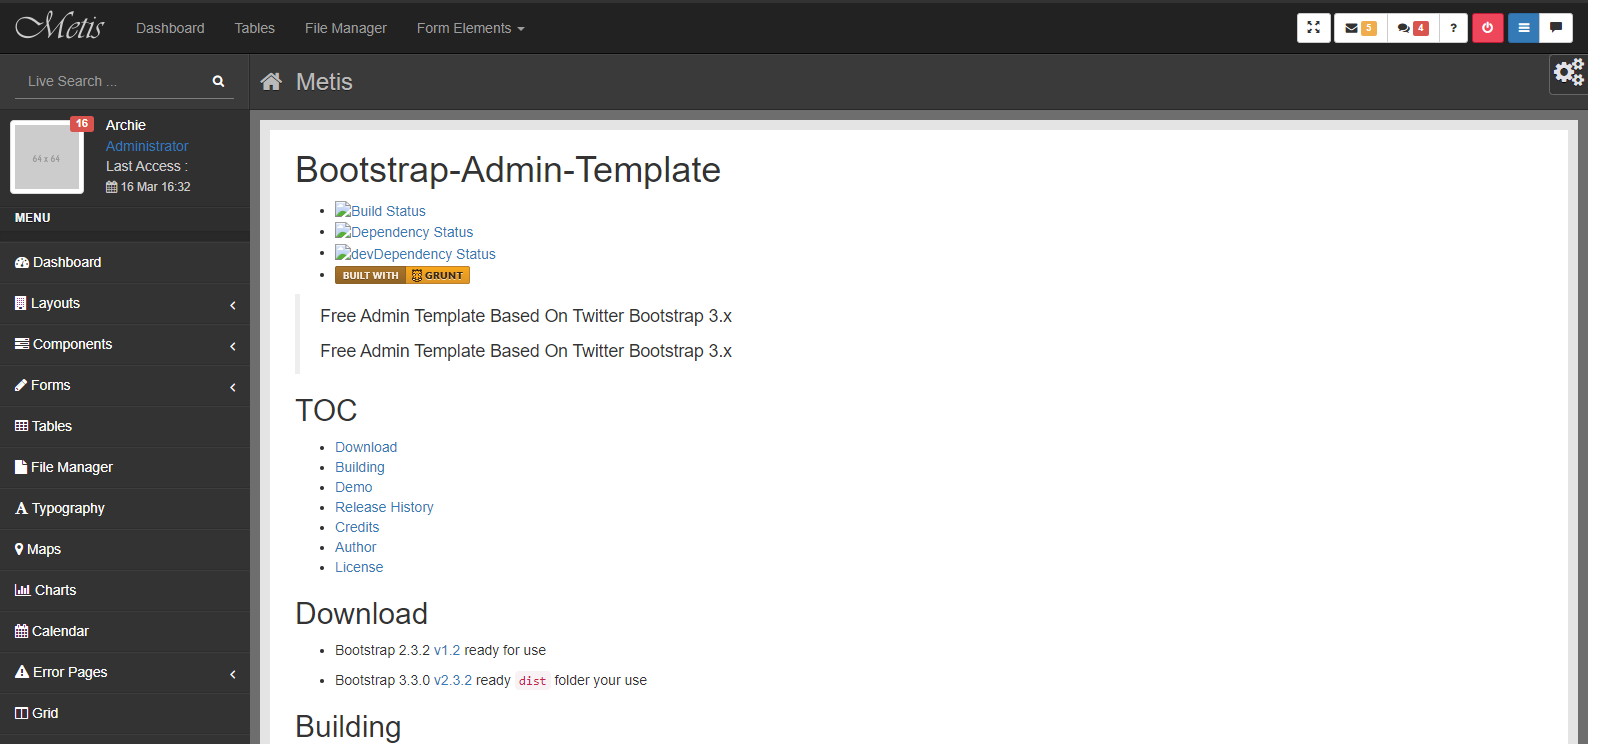 Metis
Dashboard
Tables
File Manager
Form Elements
5
4
?
Live Search ...
Metis
64 x 64
16
Archie
Administrator
Last Access :
16 Mar 16:32
MENU
Dashboard
Layouts
Components
Forms
Tables
File Manager
Typography
Maps
Charts
Calendar
Error Pages
Grid
Bootstrap-Admin-Template
Build Status
Dependency Status
devDependency Status
BUILT WITH GRUNT
Free Admin Template Based On Twitter Bootstrap 3.x
Free Admin Template Based On Twitter Bootstrap 3.x
TOC
Download
Building
Demo
Release History
Credits
Author
License
Download
Bootstrap 2.3.2 v1.2 ready for use
Bootstrap 3.3.0 v2.3.2 ready dist folder your use
Building